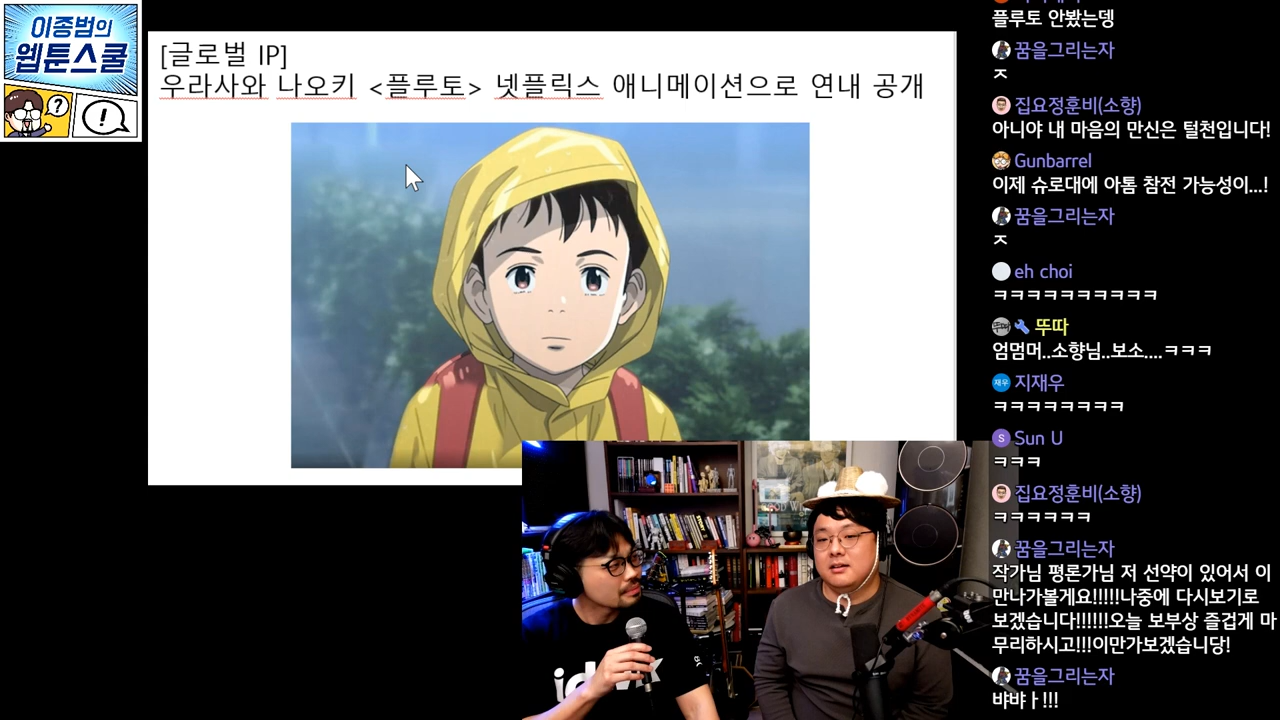 이종범의
웹툰스쿨
?
!
[글로벌 IP]
우라사와 나오키 <플루토> 넷플릭스 애니메이션으로 연내 공개
플루토 안봤는뎅
꿈을그리는자
ㅈ
집요정훈비(소향)
아니야 내 마음의 만신은 털천입니다!
Gunbarrel
이제 슈로대에 아톰 참전 가능성이...!
꿈을그리는자
ㅈ
eh choi
ㅋㅋㅋㅋㅋㅋㅋㅋㅋㅋ
뚜따
엄멈머..소향님..보소....ㅋㅋㅋ
재우 지재우
ㅋㅋㅋㅋㅋㅋㅋㅋ
S Sun U
ㅋㅋㅋ
집요정훈비(소향)
ㅋㅋㅋㅋㅋㅋ
꿈을그리는자
작가님 평론가님 저 선약이 있어서 이
만나가볼게요!!!!!나중에 다시보기로
보겠습니다!!!!!!오늘 보부상 즐겁게 마
무리하시고!!!이만가보겠습니당!
꿈을그리는자
뱌뱌ㅏ!!!